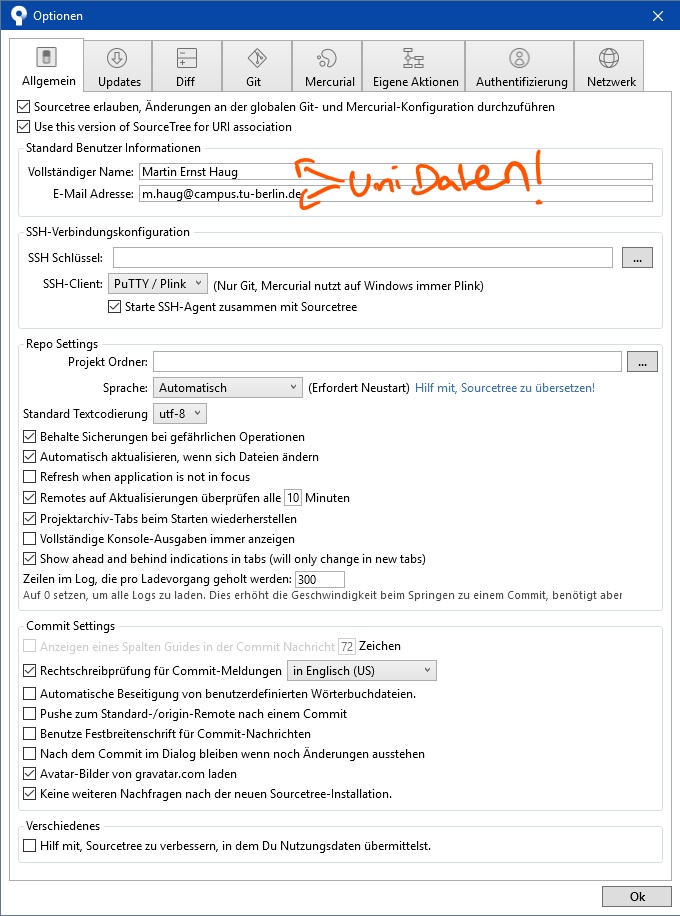 Optionen
Allgemein
Updates
Diff
Git
Mercurial
Eigene Aktionen
Authentifizierung
Netzwerk
Sourcetree erlauben, Änderungen an der globalen Git- und Mercurial-Konfiguration durchzuführen
Use this version of SourceTree for URI association
Standard Benutzer Informationen
Vollständiger Name: Martin Ernst Haug
E-Mail Adresse: m.haug@campus.tu-berlin.de
Uni Daten!
SSH-Verbindungskonfiguration
SSH Schlüssel: ...
SSH-Client: PuTTY / Plink (Nur Git, Mercurial nutzt auf Windows immer Plink)
Starte SSH-Agent zusammen mit Sourcetree
Repo Settings
Projekt Ordner: ...
Sprache: Automatisch (Erfordert Neustart) Hilf mit, Sourcetree zu übersetzen!
Standard Textcodierung utf-8
Behalte Sicherungen bei gefährlichen Operationen
Automatisch aktualisieren, wenn sich Dateien ändern
Refresh when application is not in focus
Remotes auf Aktualisierungen überprüfen alle 10 Minuten
Projektarchiv-Tabs beim Starten wiederherstellen
Vollständige Konsole-Ausgaben immer anzeigen
Show ahead and behind indications in tabs (will only change in new tabs)
Zeilen im Log, die pro Ladevorgang geholt werden: 300
Auf 0 setzen, um alle Logs zu laden. Dies erhöht die Geschwindigkeit beim Springen zu einem Commit, benötigt aber
Commit Settings
Anzeigen eines Spalten Guides in der Commit Nachricht 72 Zeichen
Rechtschreibprüfung für Commit-Meldungen in Englisch (US)
Automatische Beseitigung von benutzerdefinierten Wörterbuchdateien.
Pushe zum Standard-/origin-Remote nach einem Commit
Benutze Festbreitenschrift für Commit-Nachrichten
Nach dem Commit im Dialog bleiben wenn noch Änderungen ausstehen
Avatar-Bilder von gravatar.com laden
Keine weiteren Nachfragen nach der neuen Sourcetree-Installation.
Verschiedenes
Hilf mit, Sourcetree zu verbessern, in dem Du Nutzungsdaten übermittelst.
Ok